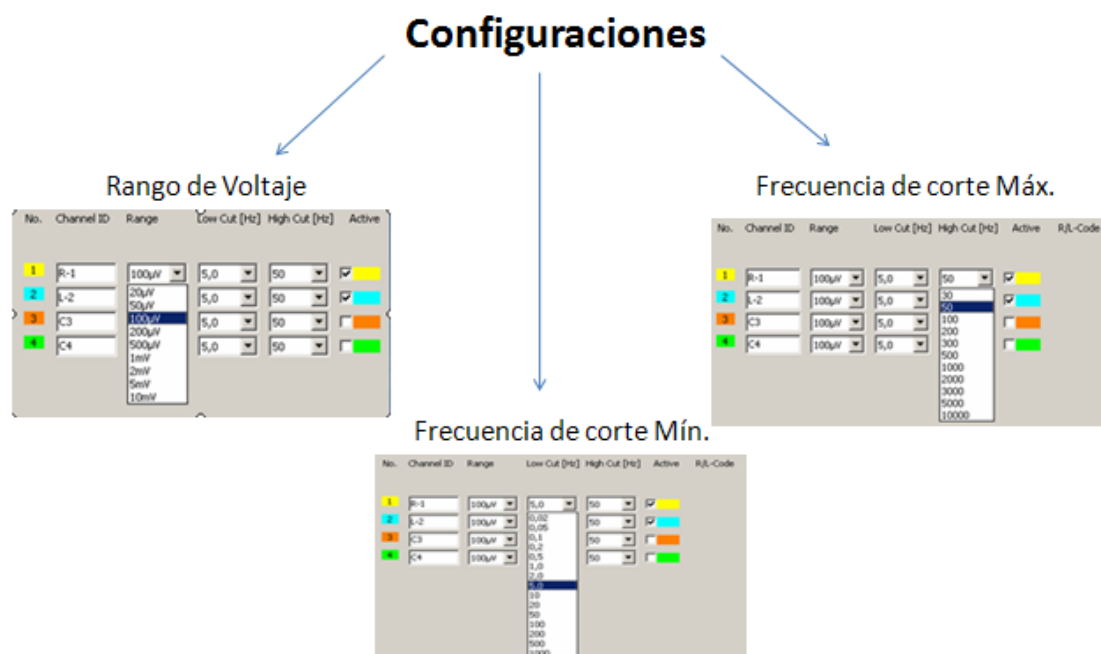 Configuraciones
Rango de Voltaje
No. Channel ID Range Low Cut [Hz] High Cut [Hz] Active
1 R-1 100µV 5,0 50
2 L-2 5,0 50
3 C3 5,0 50
4 C4 5,0 50
20µV
50µV
100µV
200µV
500µV
1mV
2mV
5mV
10mV
Frecuencia de corte Máx.
No. Channel ID Range Low Cut [Hz] High Cut [Hz] Active R/L-Code
1 R-1 100µV 5,0 50
2 L-2 100µV 5,0
3 C3 100µV 5,0
4 C4 100µV 5,0
30
50
100
200
300
500
1000
2000
3000
5000
10000
Frecuencia de corte Mín.
No. Channel ID Range Low Cut [Hz] High Cut [Hz] Active R/L-Code
1 R-1 100µV 5,0 50
2 L-2 100µV 50
3 C3 100µV 50
4 C4 100µV 50
0,02
0,05
0,1
0,2
0,5
1,0
2,0
5,0
10
20
50
100
200
500
1000